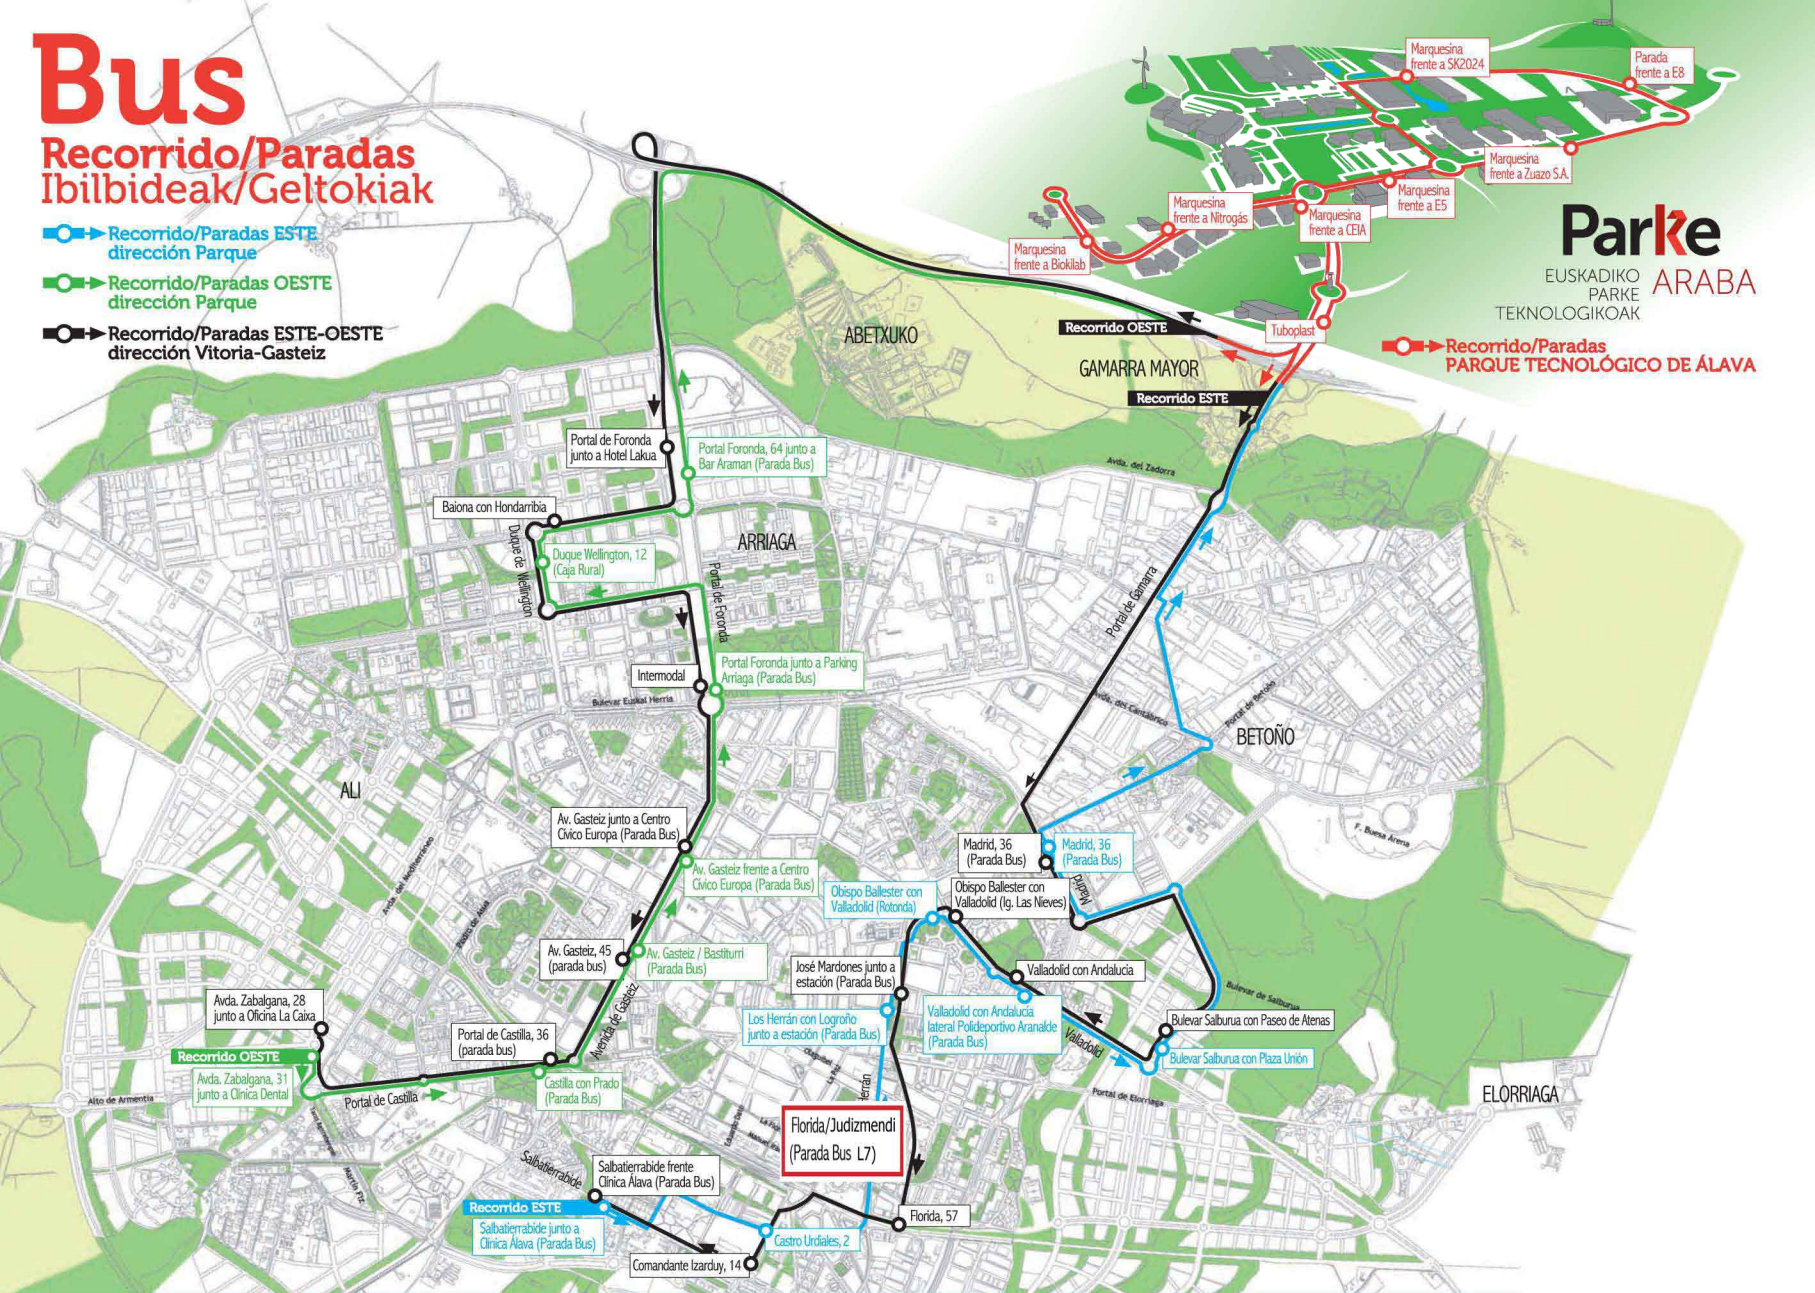 Bus
Recorrido/Paradas
Ibilbideak/Geltokiak
Recorrido/Paradas ESTE
dirección Parque
Recorrido/Paradas OESTE
dirección Parque
Recorrido/Paradas ESTE-OESTE
dirección Vitoria-Gasteiz
Marquesina
frente a SK2024
Parada
frente a E8
Marquesina
frente a Zuazo S.A.
Marquesina
frente a E5
Marquesina
frente a Nitrogás
Marquesina
frente a CEIA
Marquesina
frente a Biokilab
Tuboplast
Parke
EUSKADIKO
PARKE
TEKNOLOGIKOAK
ARABA
Recorrido/Paradas
PARQUE TECNOLÓGICO DE ÁLAVA
Recorrido OESTE
GAMARRA MAYOR
Recorrido ESTE
ABETXUKO
Avda. del Zadorra
Portal de Foronda
junto a Hotel Lakua
Portal Foronda, 64 junto a
Bar Araman (Parada Bus)
Baiona con Hondarribia
Duque de Wellington
Duque Wellington, 12
(Caja Rural)
ARRIAGA
Portal de Foronda
Portal de Gamarra
Intermodal
Portal Foronda junto a Parking
Arriaga (Parada Bus)
Bulevar Euskal Herria
Avda. del Cantábrico
Portal de Betoño
BETOÑO
ALI
Av. Gasteiz junto a Centro
Cívico Europa (Parada Bus)
Av. Gasteiz frente a Centro
Cívico Europa (Parada Bus)
Avda. del Mediterráneo
F. Buesa Arena
Madrid, 36
(Parada Bus)
Madrid, 36
(Parada Bus)
Madrid
Obispo Ballester con
Valladolid (Rotonda)
Obispo Ballester con
Valladolid (Ig. Las Nieves)
Av. Gasteiz, 45
(parada bus)
Av. Gasteiz / Bastiturri
(Parada Bus)
José Mardones junto a
estación (Parada Bus)
Valladolid con Andalucia
Bulevar de Salburua
Avda. Zabalgana, 28
junto a Oficina La Caixa
Los Herrán con Logroño
junto a estación (Parada Bus)
Valladolid con Andalucía
lateral Polideportivo Aranalde
(Parada Bus)
Valladolid
Bulevar Salburua con Paseo de Atenas
Bulevar Salburua con Plaza Unión
Portal de Castilla, 36
(parada bus)
Avenida de Gasteiz
Recorrido OESTE
Avda. Zabalgana, 31
junto a Clínica Dental
Castilla con Prado
(Parada Bus)
Alto de Armentia
Portal de Castilla
Portal de Elorriaga
ELORRIAGA
Herrán
Florida/Judizmendi
(Parada Bus L7)
Salbatierrabide
Salbatierrabide frente
Clínica Álava (Parada Bus)
Martín Fiz
Recorrido ESTE
Salbatierrabide junto a
Clínica Álava (Parada Bus)
Castro Urdiales, 2
Florida, 57
Comandante Izarduy, 14